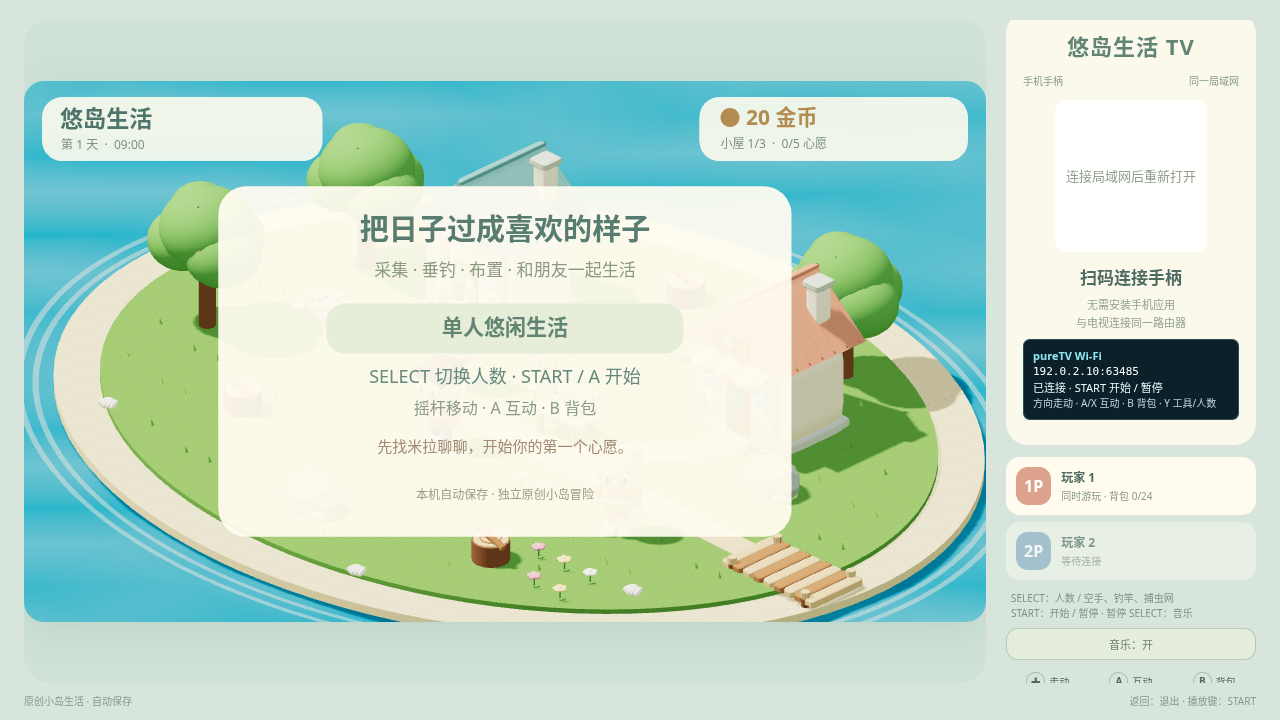 悠岛生活
第 1 天 · 09:00
20 金币
小屋 1/3 · 0/5 心愿
把日子过成喜欢的样子
采集 · 垂钓 · 布置 · 和朋友一起生活
单人悠闲生活
SELECT 切换人数 · START / A 开始
摇杆移动 · A 互动 · B 背包
先找米拉聊聊，开始你的第一个心愿。
本机自动保存 · 独立原创小岛冒险
悠岛生活 TV
手机手柄 同一局域网
连接局域网后重新打开
扫码连接手柄
无需安装手机应用
与电视连接同一路由器
pureTV Wi-Fi
192.0.2.10:63485
已连接 · START 开始 / 暂停
方向走动 · A/X 互动 · B 背包 · Y 工具/人数
1P 玩家 1
同时游玩 · 背包 0/24
2P 玩家 2
等待连接
SELECT：人数 / 空手、钓竿、捕虫网
START：开始 / 暂停 · 暂停 SELECT：音乐
音乐：开
走动 A 互动 B 背包
原创小岛生活 · 自动保存
返回：退出 · 播放键：START